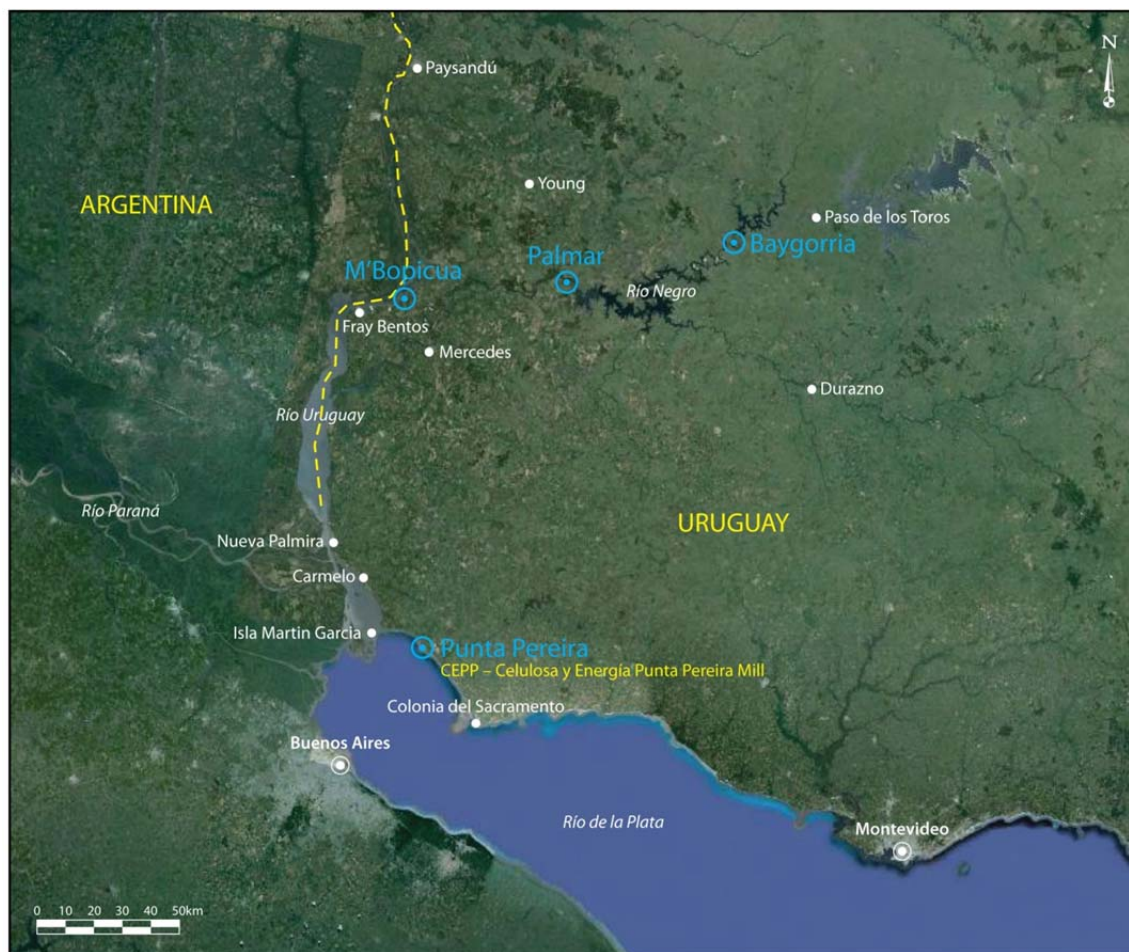 N
Paysandú
Young
ARGENTINA
Paso de los Toros
Baygorria
Palmar
M'Bopicua
Río Negro
Fray Bentos
Mercedes
Durazno
Río Uruguay
Río Paraná
URUGUAY
Nueva Palmira
Carmelo
Isla Martin Garcia
Punta Pereira
CEPP – Celulosa y Energía Punta Pereira Mill
Colonia del Sacramento
Buenos Aires
Río de la Plata
Montevideo
0 10 20 30 40 50km